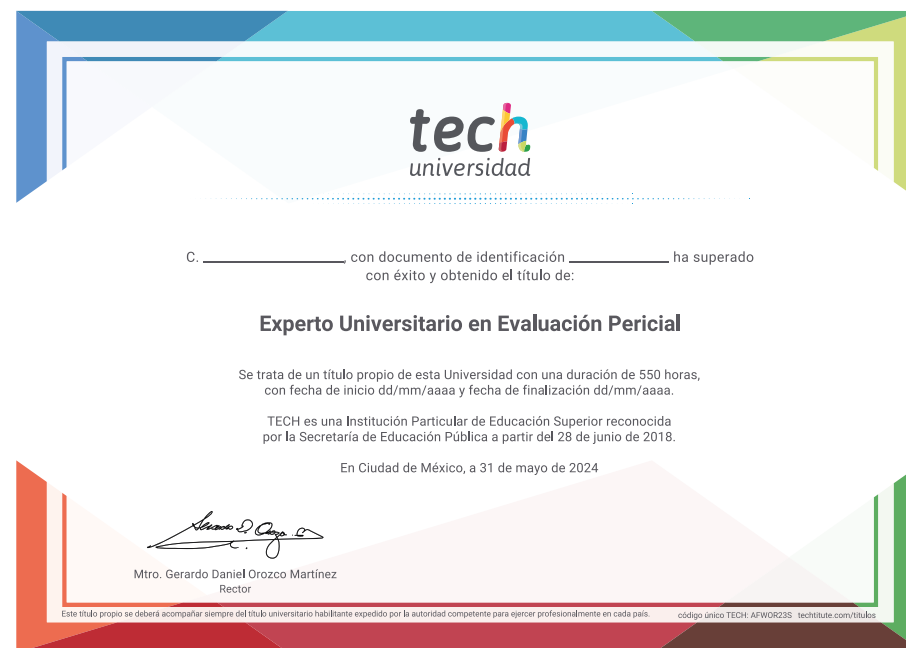 tech
universidad
C. ____________________, con documento de identificación ______________ ha superado
con éxito y obtenido el título de:
Experto Universitario en Evaluación Pericial
Se trata de un título propio de esta Universidad con una duración de 550 horas,
con fecha de inicio dd/mm/aaaa y fecha de finalización dd/mm/aaaa.
TECH es una Institución Particular de Educación Superior reconocida
por la Secretaría de Educación Pública a partir del 28 de junio de 2018.
En Ciudad de México, a 31 de mayo de 2024
Mtro. Gerardo Daniel Orozco Martínez
Rector
Este título propio se deberá acompañar siempre del título universitario habilitante expedido por la autoridad competente para ejercer profesionalmente en cada país. código único TECH: AFWOR23S techtitute.com/titulos